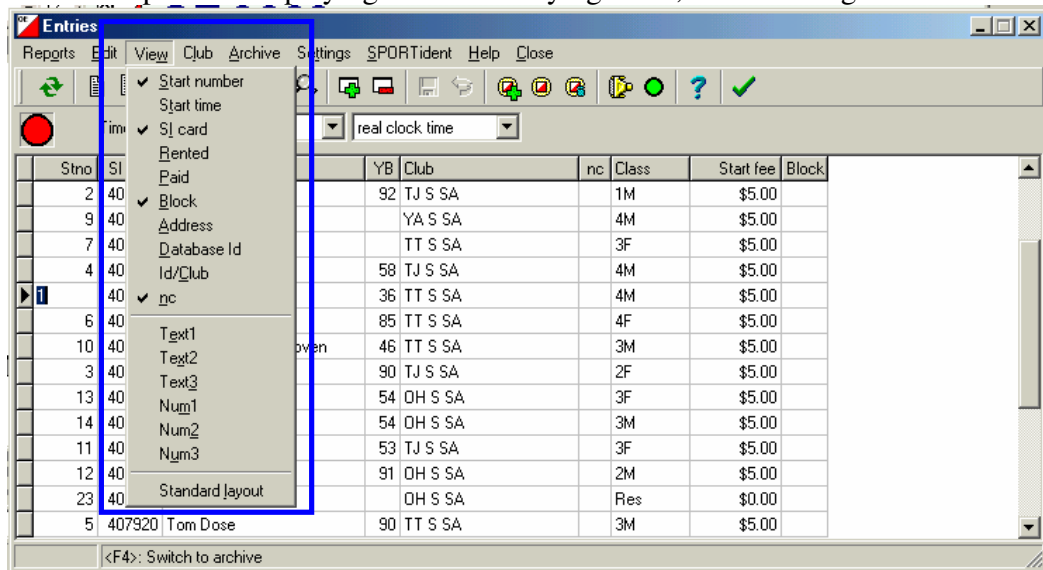 Entries
Reports Edit View Club Archive Settings SPORTident Help Close
Start number
Start time
SI card
Rented
Paid
Block
Address
Database Id
Id/Club
nc
Text1
Text2
Text3
Num1
Num2
Num3
Standard layout
real clock time
Stno SI YB Club nc Class Start fee Block
2 40 92 TJ S SA 1M $5.00
9 40 YA S SA 4M $5.00
7 40 TT S SA 3F $5.00
4 40 58 TJ S SA 4M $5.00
1 40 36 TT S SA 4M $5.00
6 40 85 TT S SA 4F $5.00
10 40 oven 46 TT S SA 3M $5.00
3 40 90 TJ S SA 2F $5.00
13 40 54 OH S SA 3F $5.00
14 40 54 OH S SA 3M $5.00
11 40 53 TJ S SA 3F $5.00
12 40 91 OH S SA 2M $5.00
23 40 OH S SA Res $0.00
5 407920 Tom Dose 90 TT S SA 3M $5.00
<F4>: Switch to archive